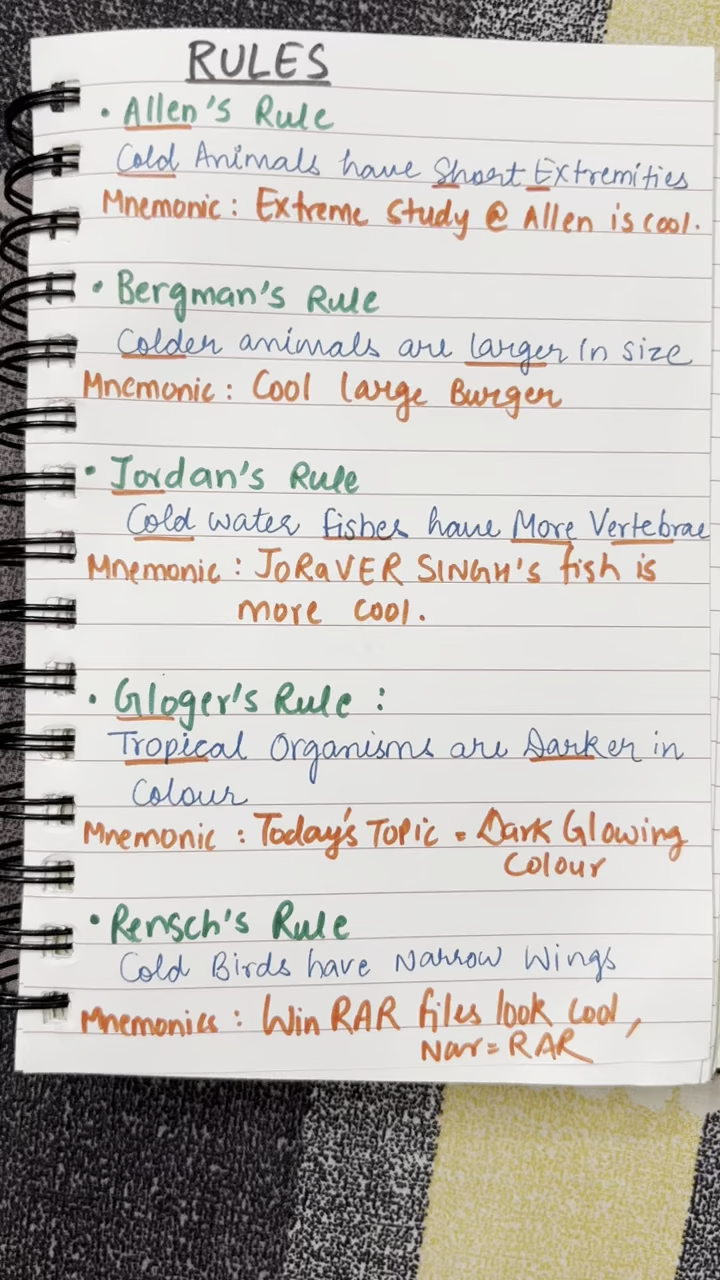 RULES
• Allen's Rule
Cold Animals have Short Extremities
Mnemonic : Extreme Study @ Allen is cool.
• Bergman's Rule
Colder animals are larger in size
Mnemonic : Cool large Burger
• Jordan's Rule
Cold water fishes have More Vertebrae
Mnemonic : JORaVER SINGH's fish is
more cool.
• Gloger's Rule :
Tropical Organisms are Darker in
Colour
Mnemonic : Today's Topic = Dark Glowing
Colour
• Rensch's Rule
Cold Birds have Narrow Wings
Mnemonics : Win RAR files look Cool,
Nar = RAR